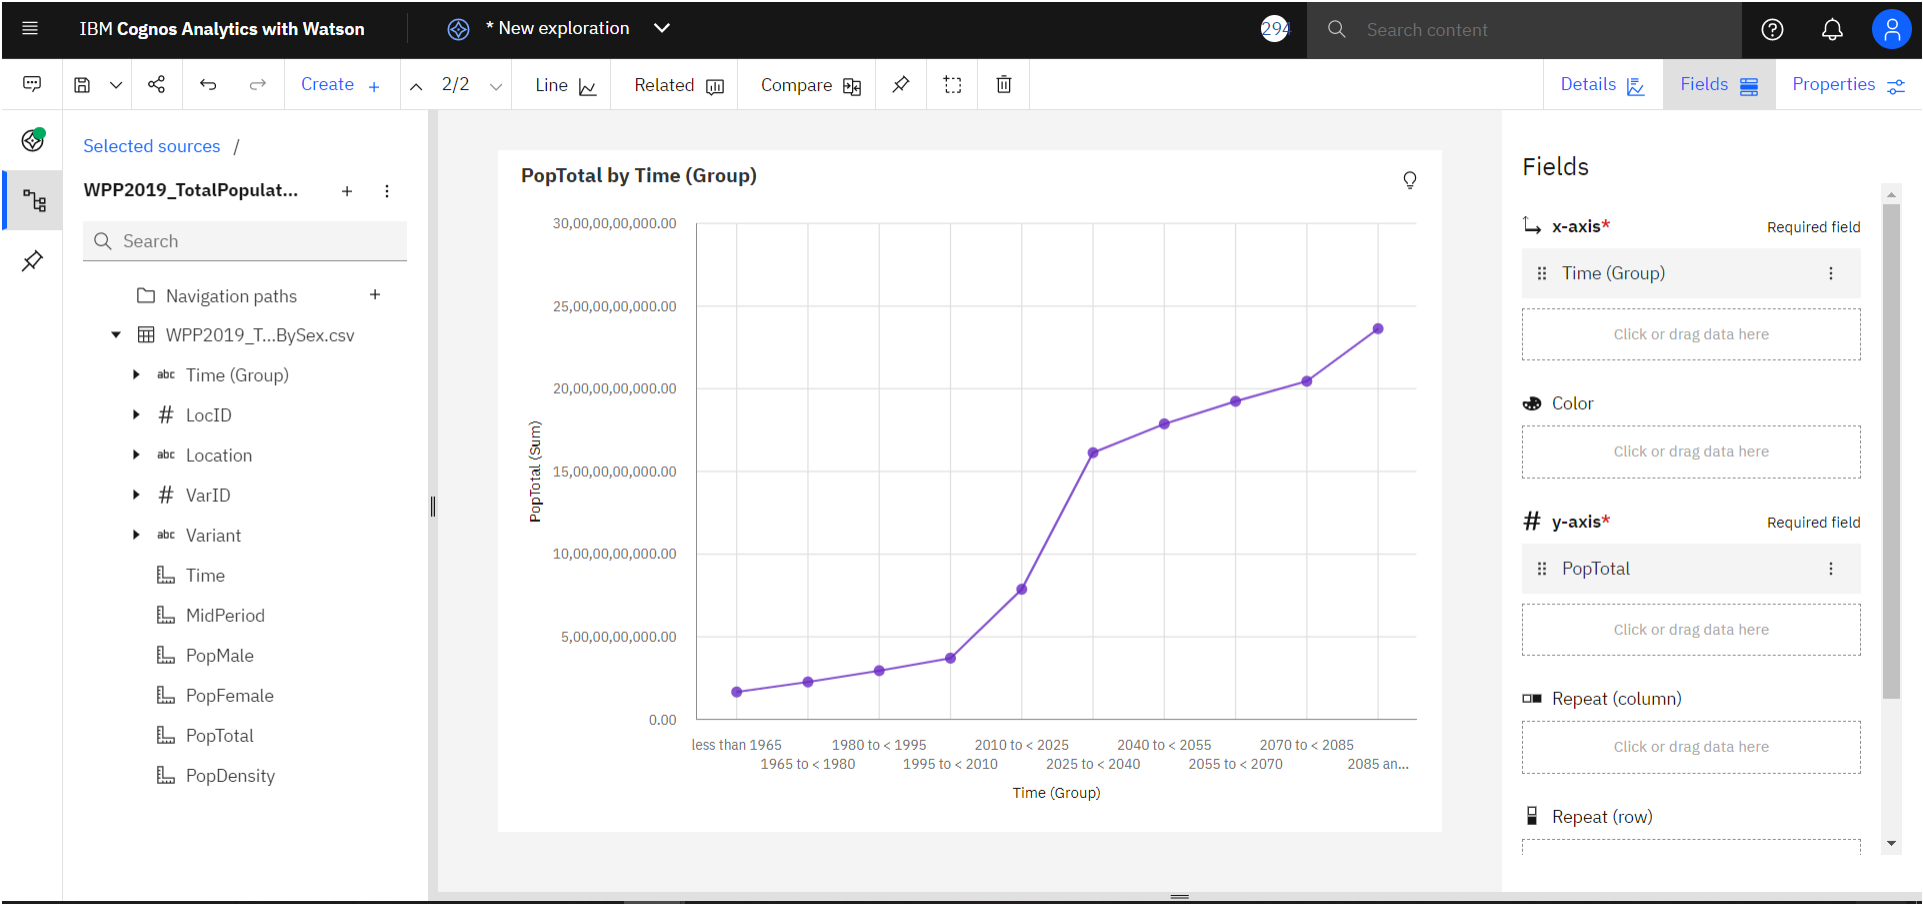 IBM Cognos Analytics with Watson
* New exploration
294
Search content
Create +
2/2
Line
Related
Compare
Details
Fields
Properties
Selected sources /
WPP2019_TotalPopulat...
Search
Navigation paths
WPP2019_T...BySex.csv
abc Time (Group)
# LocID
abc Location
# VarID
abc Variant
Time
MidPeriod
PopMale
PopFemale
PopTotal
PopDensity
PopTotal by Time (Group)
30,00,00,00,000.00
25,00,00,00,000.00
20,00,00,00,000.00
15,00,00,00,000.00
10,00,00,00,000.00
5,00,00,00,000.00
0.00
PopTotal (Sum)
less than 1965
1965 to < 1980
1980 to < 1995
1995 to < 2010
2010 to < 2025
2025 to < 2040
2040 to < 2055
2055 to < 2070
2070 to < 2085
2085 an...
Time (Group)
Fields
x-axis* Required field
Time (Group)
Click or drag data here
Color
Click or drag data here
# y-axis* Required field
PopTotal
Click or drag data here
Repeat (column)
Click or drag data here
Repeat (row)